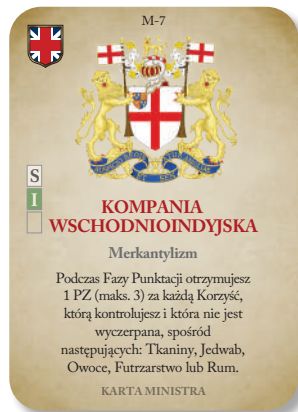 M-7
S
I
KOMPANIA
WSCHODNIOINDYJSKA
Merkantylizm
Podczas Fazy Punktacji otrzymujesz
1 PZ (maks. 3) za każdą Korzyść,
którą kontrolujesz i która nie jest
wyczerpana, spośród
następujących: Tkaniny, Jedwab,
Owoce, Futrzarstwo lub Rum.
KARTA MINISTRA